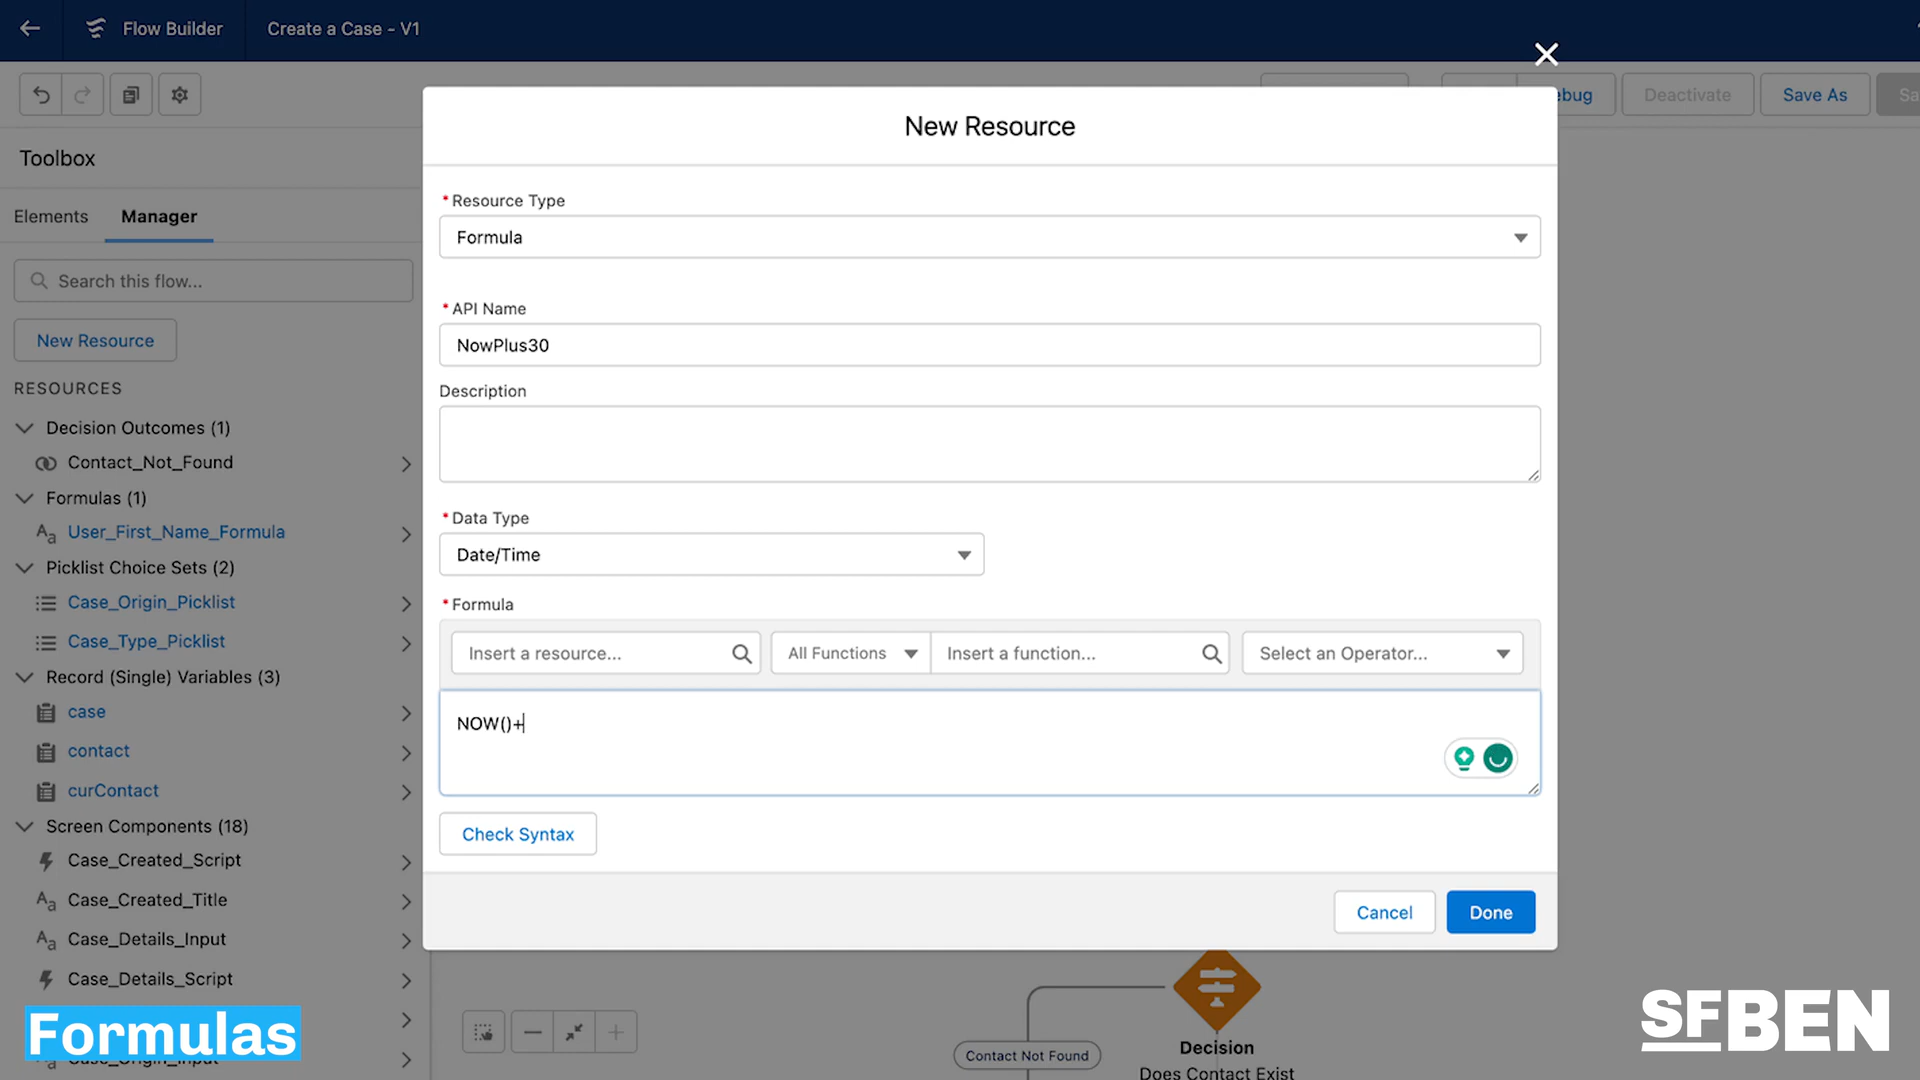 Flow Builder
Create a Case - V1
ebug
Deactivate
Save As
Sa
Toolbox
Elements
Manager
Search this flow...
New Resource
RESOURCES
Decision Outcomes (1)
Contact_Not_Found
Formulas (1)
User_First_Name_Formula
Picklist Choice Sets (2)
Case_Origin_Picklist
Case_Type_Picklist
Record (Single) Variables (3)
case
contact
curContact
Screen Components (18)
Case_Created_Script
Case_Created_Title
Case_Details_Input
Case_Details_Script
Case_Origin_Input
New Resource
* Resource Type
Formula
* API Name
NowPlus30
Description
* Data Type
Date/Time
* Formula
Insert a resource...
All Functions
Insert a function...
Select an Operator...
NOW()+
Check Syntax
Cancel
Done
Contact Not Found
Decision
Does Contact Exist
Formulas
SFBEN